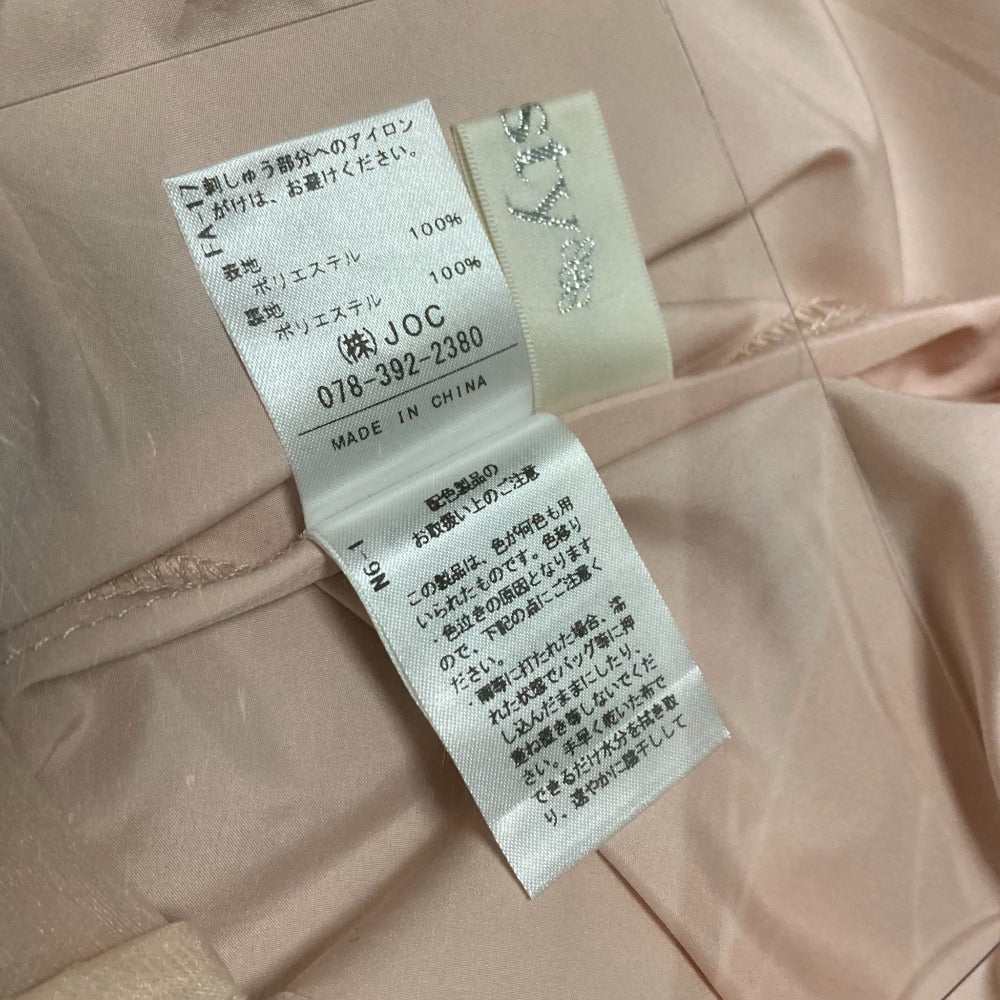 TA-17
刺しゅう部分へのアイロン
がけは、お避けください。
表地
ポリエステル 100%
裏地
ポリエステル 100%
(株)JOC
078-392-2380
MADE IN CHINA
sty
N6-1
配色製品の
お取扱い上のご注意
この製品は、色が何色も用
いられたものです。色移り
・色泣きの原因となります
ので、下記の点にご注意く
ださい。
・雨等に打たれた場合、濡
れた状態でバッグ等に押
し込んだままにしたり、
重ね置き等しないでくだ
さい。手早く乾いた布で
できるだけ水分を拭き取
り、速やかに陰干しして